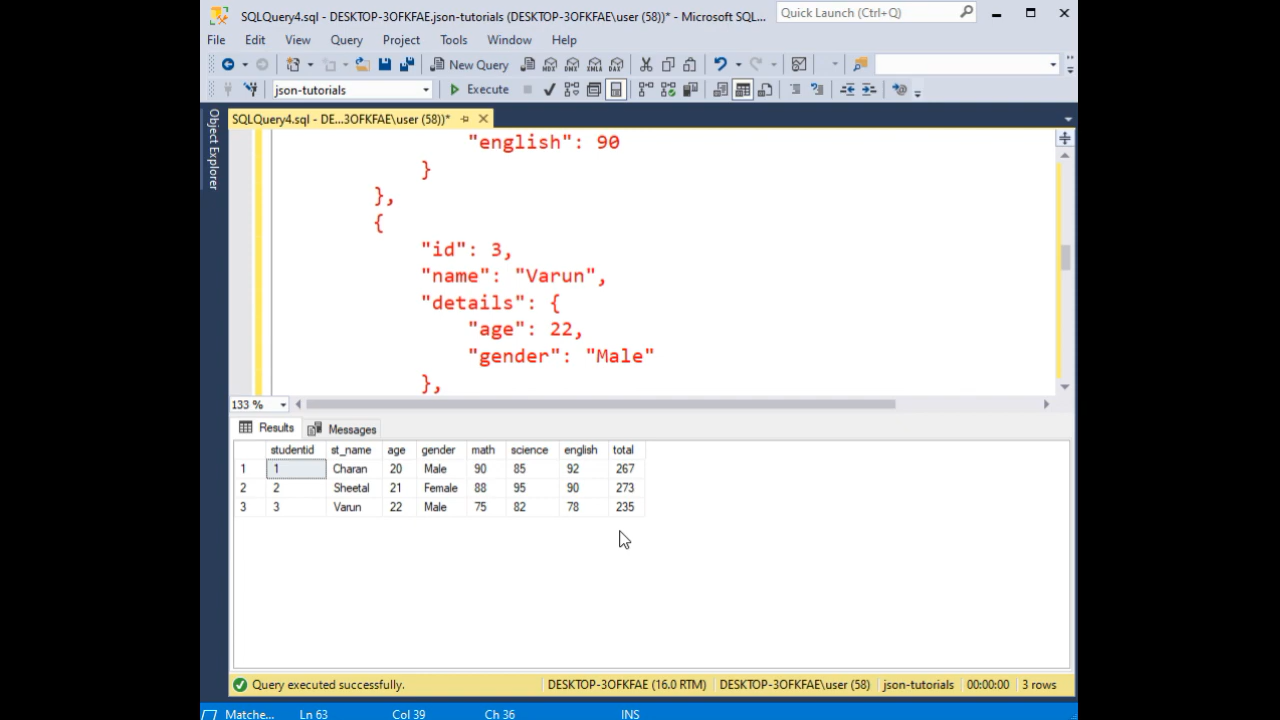 SQLQuery4.sql - DESKTOP-3OFKFAE.json-tutorials (DESKTOP-3OFKFAE\user (58))* - Microsoft SQL...
Quick Launch (Ctrl+Q)
File Edit View Query Project Tools Window Help
New Query
json-tutorials
Execute
Object Explorer
SQLQuery4.sql - DE...3OFKFAE\user (58))*
"english": 90
}
},
{
"id": 3,
"name": "Varun",
"details": {
"age": 22,
"gender": "Male"
},
133 %
Results Messages
studentid st_name age gender math science english total
1 1 Charan 20 Male 90 85 92 267
2 2 Sheetal 21 Female 88 95 90 273
3 3 Varun 22 Male 75 82 78 235
Query executed successfully.
DESKTOP-3OFKFAE (16.0 RTM) DESKTOP-3OFKFAE\user (58) json-tutorials 00:00:00 3 rows
Matche... Ln 63 Col 39 Ch 36 INS